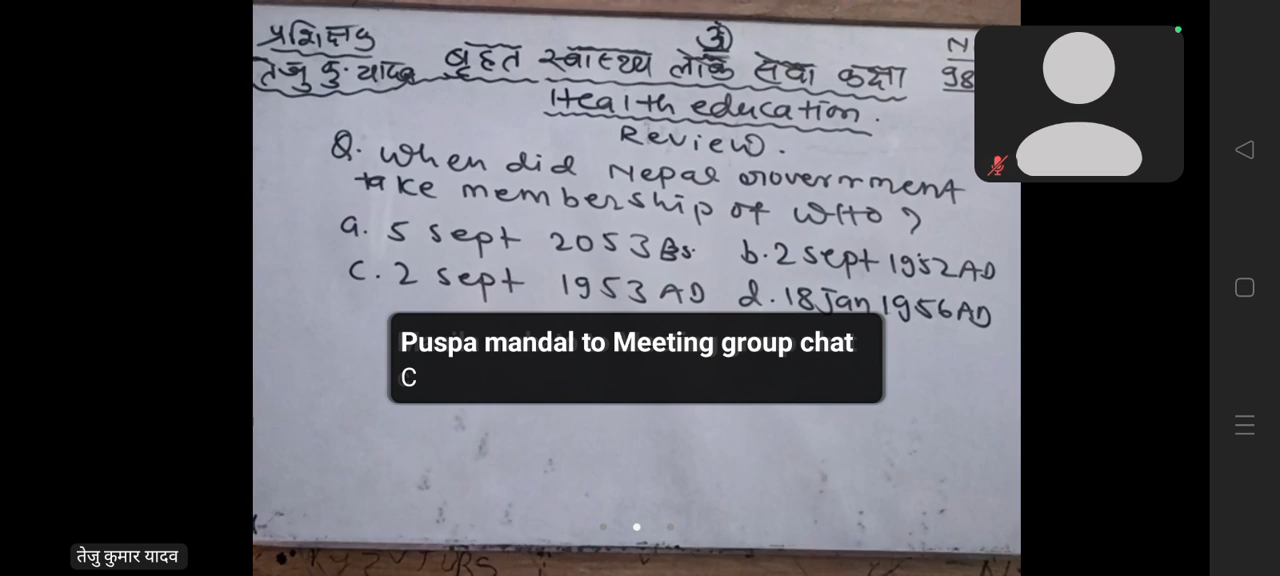 ॐ
प्रशिक्षक
तेजु कु. यादव बृहत स्वास्थ्य लोक सेवा कक्षा 98
N
Health education.
Review.
Q. When did Nepal Government
take membership of WHO ?
a. 5 sept 2053 Bs. b. 2 sept 1952 AD
c. 2 sept 1953 AD d. 18 Jan 1956 AD
Puspa mandal to Meeting group chat
C
तेजु कुमार यादव